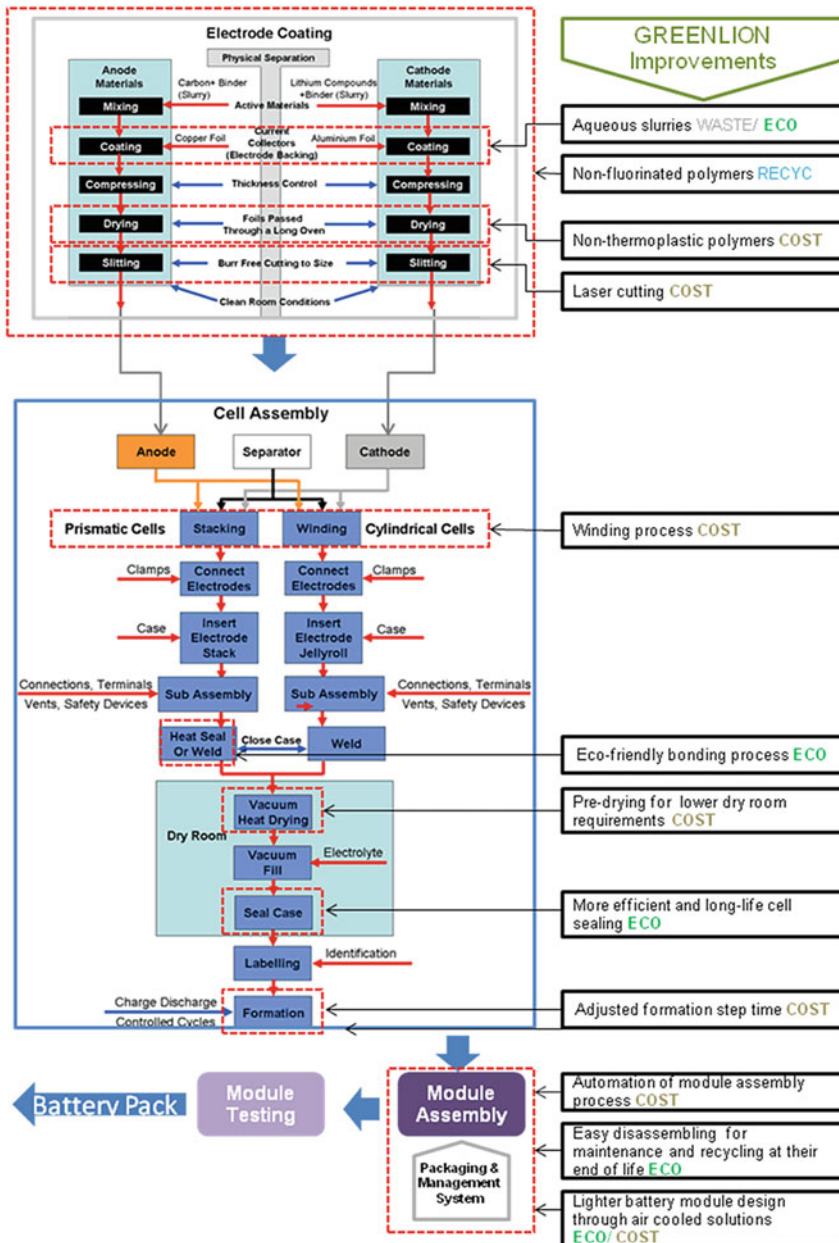 Electrode Coating
GREENLION
Improvements
Physical Separation
Anode
Materials
Cathode
Materials
Carbon+ Binder
(Slurry)
Lithium Compounds
+Binder (Slurry)
Mixing
Active Materials
Mixing
Copper Foil
Current
Collectors
(Electrode Backing)
Aluminium Foil
Coating
Coating
Aqueous slurries WASTE/ ECO
Compressing
Thickness Control
Compressing
Non-fluorinated polymers RECYC
Drying
Foils Passed
Through a Long Oven
Drying
Non-thermoplastic polymers COST
Slitting
Burr Free Cutting to Size
Slitting
Laser cutting COST
Clean Room Conditions
Cell Assembly
Anode
Separator
Cathode
Prismatic Cells
Stacking
Winding
Cylindrical Cells
Winding process COST
Clamps
Connect
Electrodes
Connect
Electrodes
Clamps
Case
Insert
Electrode
Stack
Insert
Electrode
Jellyroll
Case
Connections, Terminals
Vents, Safety Devices
Sub Assembly
Sub Assembly
Connections, Terminals
Vents, Safety Devices
Heat Seal
Or Weld
Close Case
Weld
Eco-friendly bonding process ECO
Dry Room
Vacuum
Heat Drying
Pre-drying for lower dry room
requirements COST
Vacuum
Fill
Electrolyte
Seal Case
More efficient and long-life cell
sealing ECO
Labelling
Identification
Charge Discharge
Controlled Cycles
Formation
Adjusted formation step time COST
Battery Pack
Module
Testing
Module
Assembly
Packaging &
Management
System
Automation of module assembly
process COST
Easy disassembling for
maintenance and recycling at their
end of life ECO
Lighter battery module design
through air cooled solutions
ECO/ COST